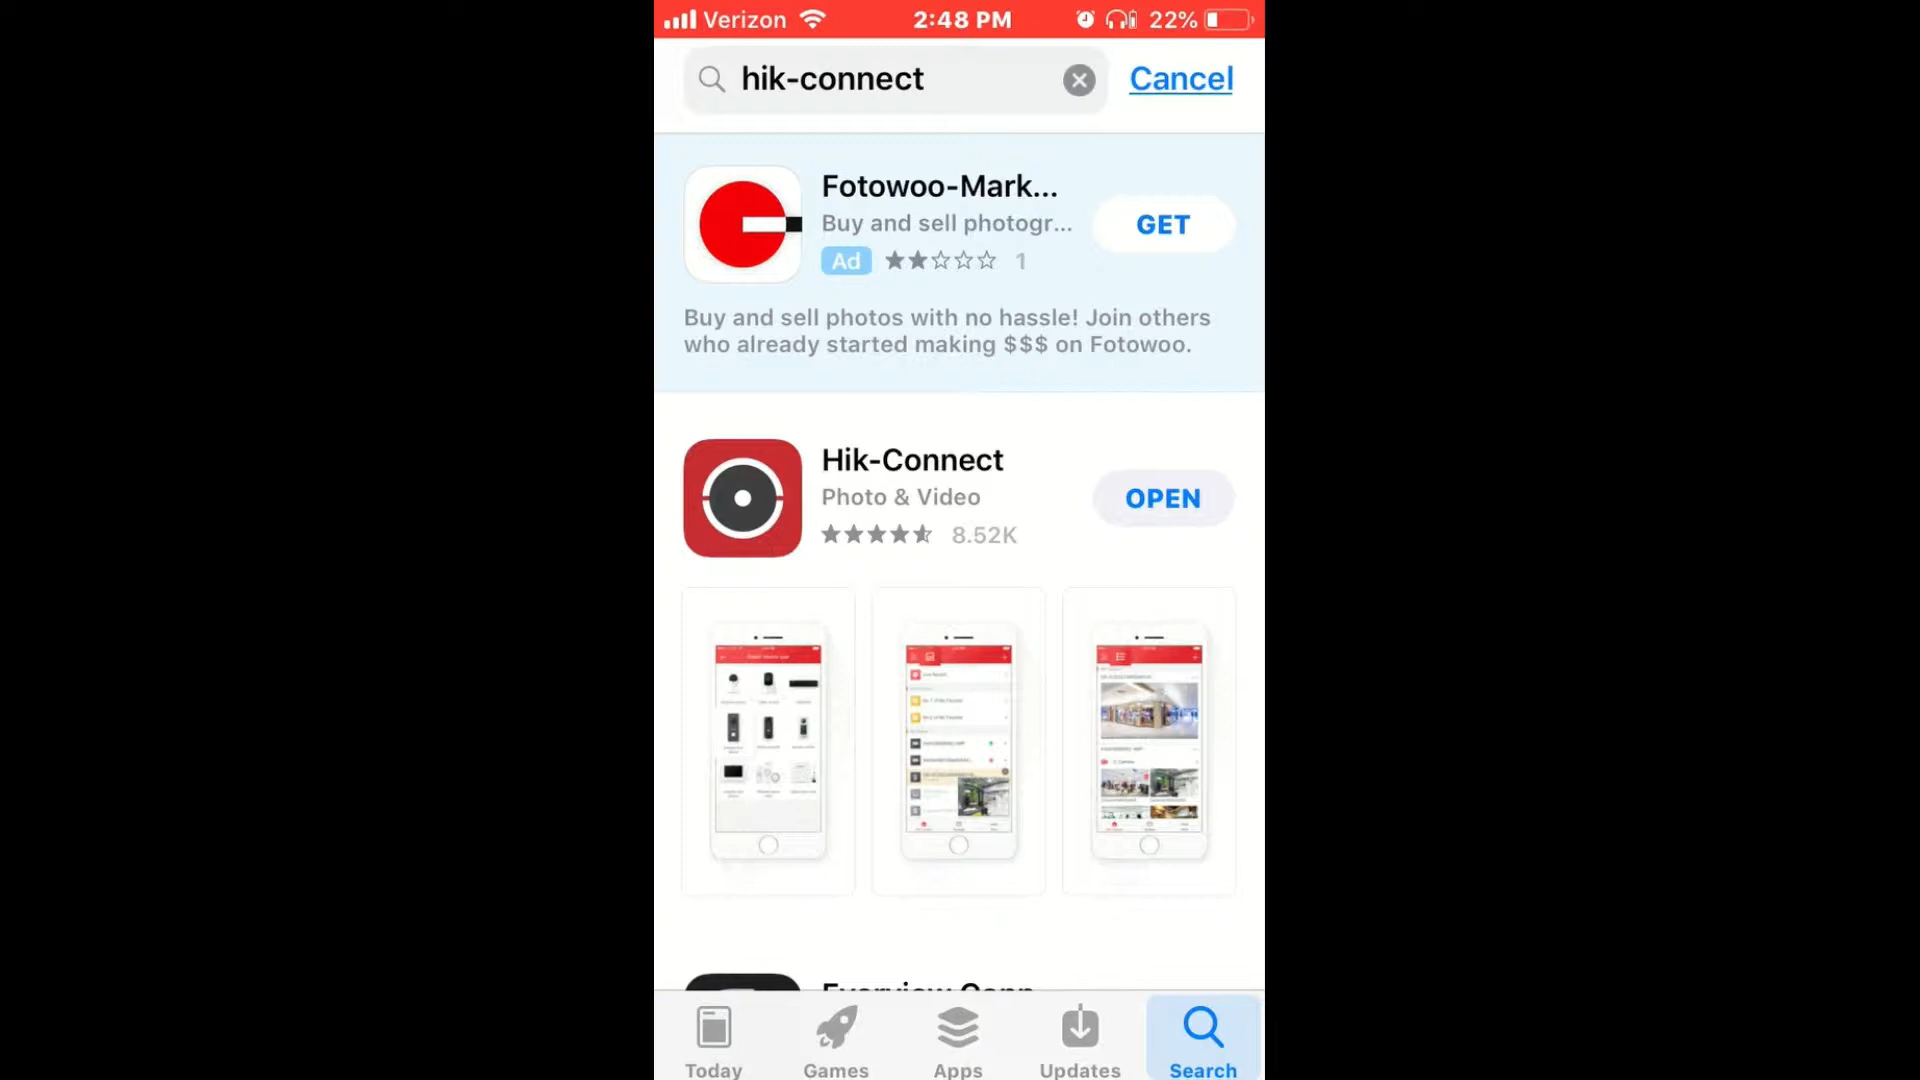 Verizon 2:48 PM 22%
hik-connect Cancel
Fotowoo-Mark...
Buy and sell photogr...
GET
Ad 1
Buy and sell photos with no hassle! Join others
who already started making $$$ on Fotowoo.
Hik-Connect
Photo & Video
OPEN
8.52K
Today Games Apps Updates Search